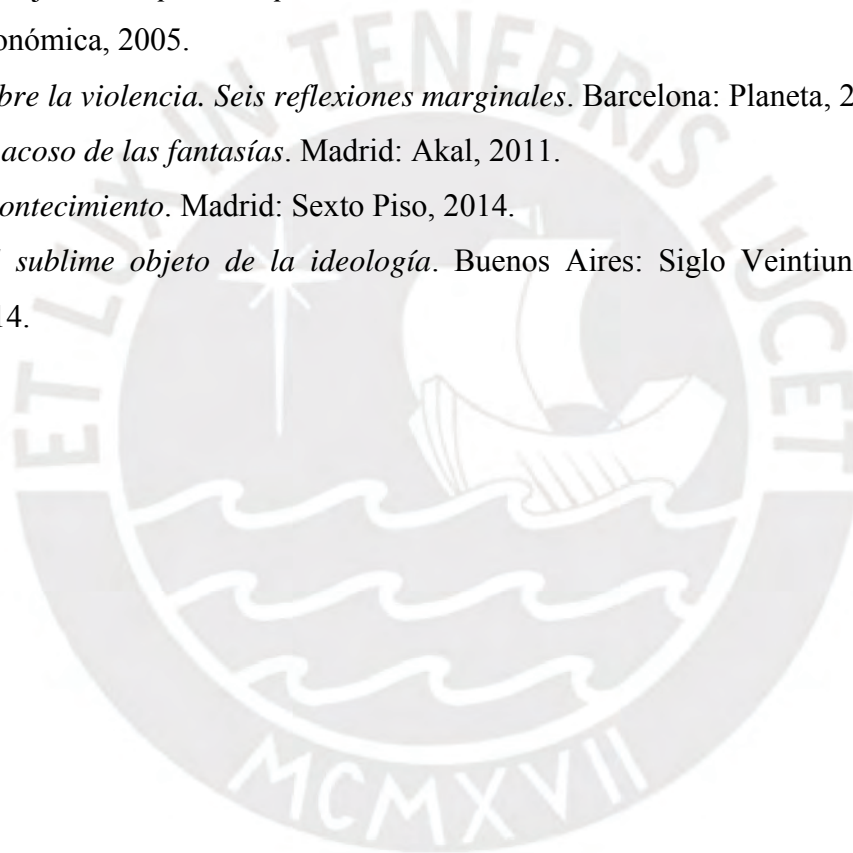 onómica, 2005.
bre la violencia. Seis reflexiones marginales. Barcelona: Planeta, 2
acoso de las fantasías. Madrid: Akal, 2011.
ontecimiento. Madrid: Sexto Piso, 2014.
sublime objeto de la ideología. Buenos Aires: Siglo Veintiun
14.
ET LUX IN TENEBRIS LUCET
MCMXVII